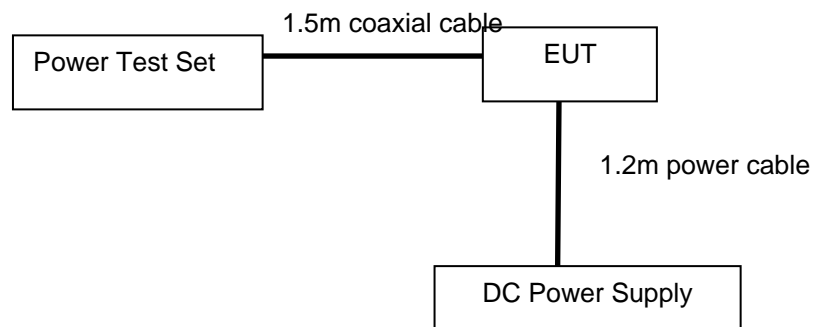 1.5m coaxial cable
Power Test Set
EUT
1.2m power cable
DC Power Supply